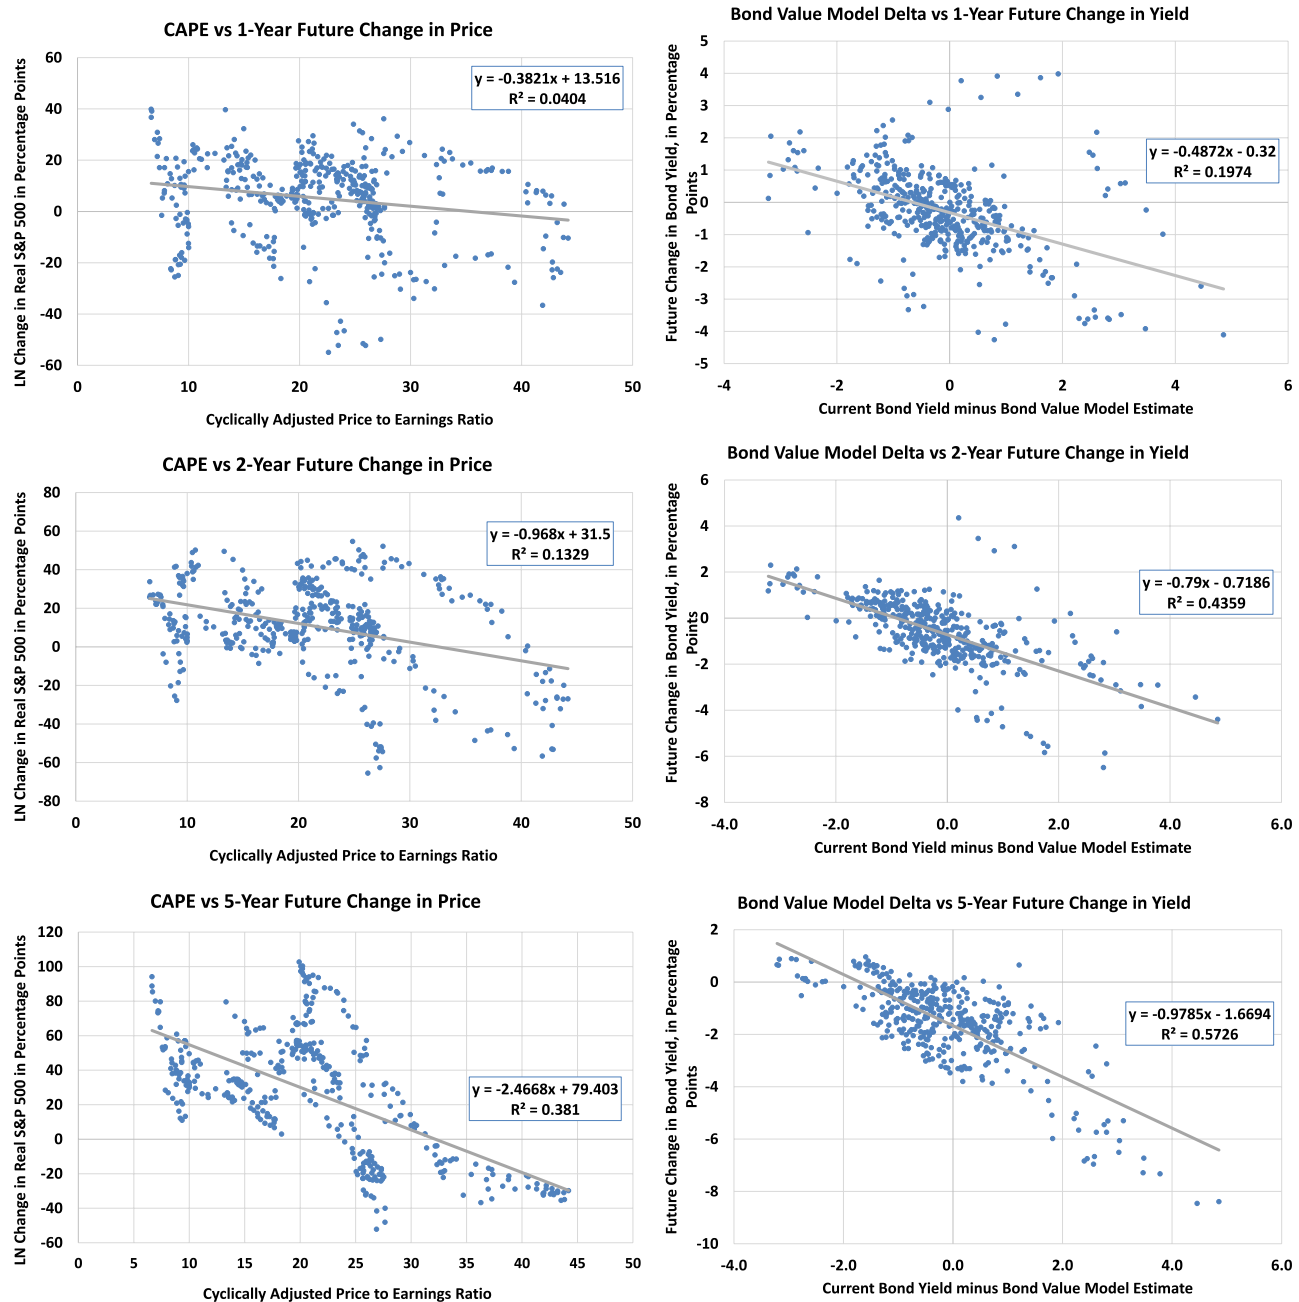 CAPE vs 1-Year Future Change in Price
LN Change in Real S&P 500 in Percentage Points
60
40
20
0
-20
-40
-60
y = -0.3821x + 13.516
R² = 0.0404
0 10 20 30 40 50
Cyclically Adjusted Price to Earnings Ratio
Bond Value Model Delta vs 1-Year Future Change in Yield
Future Change in Bond Yield, in Percentage
Points
5
4
3
2
1
0
-1
-2
-3
-4
-5
y = -0.4872x - 0.32
R² = 0.1974
-4 -2 0 2 4 6
Current Bond Yield minus Bond Value Model Estimate
CAPE vs 2-Year Future Change in Price
LN Change in Real S&P 500 in Percentage Points
80
60
40
20
0
-20
-40
-60
-80
y = -0.968x + 31.5
R² = 0.1329
0 10 20 30 40 50
Cyclically Adjusted Price to Earnings Ratio
Bond Value Model Delta vs 2-Year Future Change in Yield
Future Change in Bond Yield, in Percentage
Points
6
4
2
0
-2
-4
-6
-8
y = -0.79x - 0.7186
R² = 0.4359
-4.0 -2.0 0.0 2.0 4.0 6.0
Current Bond Yield minus Bond Value Model Estimate
CAPE vs 5-Year Future Change in Price
LN Change in Real S&P 500 in Percentage Points
120
100
80
60
40
20
0
-20
-40
-60
y = -2.4668x + 79.403
R² = 0.381
0 5 10 15 20 25 30 35 40 45 50
Cyclically Adjusted Price to Earnings Ratio
Bond Value Model Delta vs 5-Year Future Change in Yield
Future Change in Bond Yield, in Percentage
Points
2
0
-2
-4
-6
-8
-10
y = -0.9785x - 1.6694
R² = 0.5726
-4.0 -2.0 0.0 2.0 4.0 6.0
Current Bond Yield minus Bond Value Model Estimate